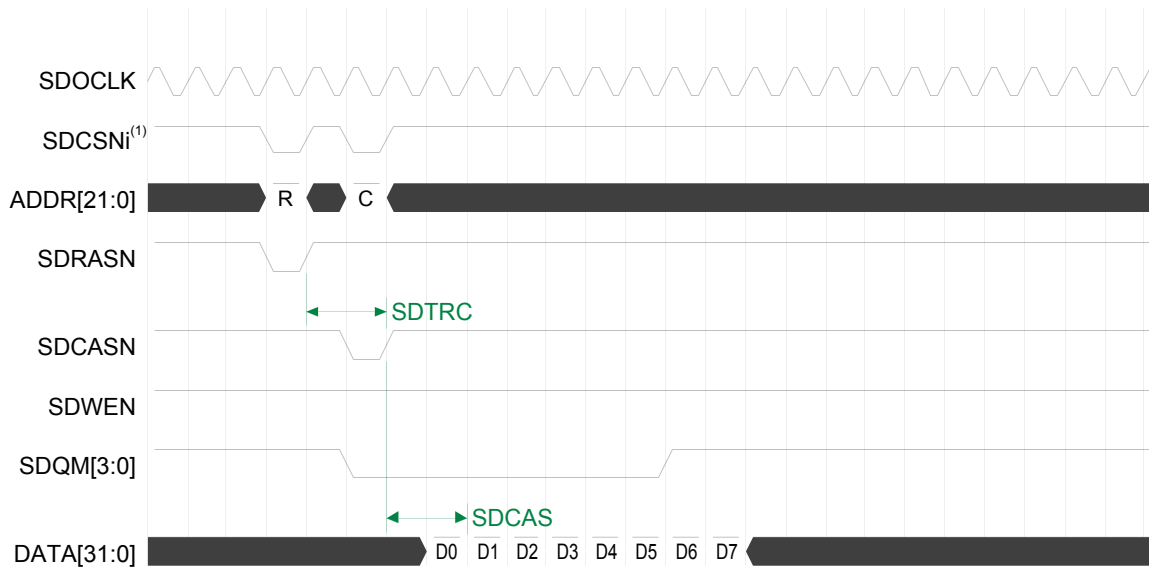 SDOCLK
SDCSNi(1)
ADDR[21:0] R C
SDRASN
SDTRC
SDCASN
SDWEN
SDQM[3:0]
SDCAS
DATA[31:0] D0 D1 D2 D3 D4 D5 D6 D7